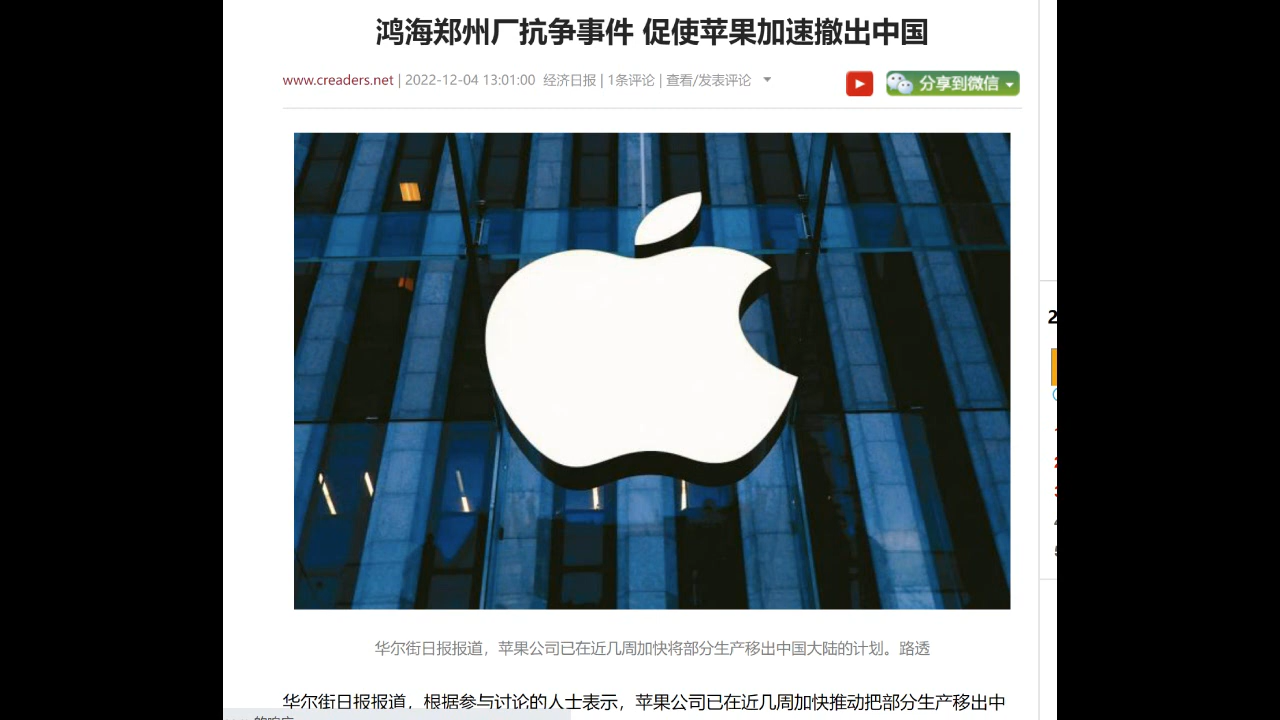 鸿海郑州厂抗争事件 促使苹果加速撤出中国
www.creaders.net | 2022-12-04 13:01:00 经济日报 | 1条评论 | 查看/发表评论
分享到微信
华尔街日报报道，苹果公司已在近几周加快将部分生产移出中国大陆的计划。路透
华尔街日报报道，根据参与讨论的人士表示，苹果公司已在近几周加快推动把部分生产移出中